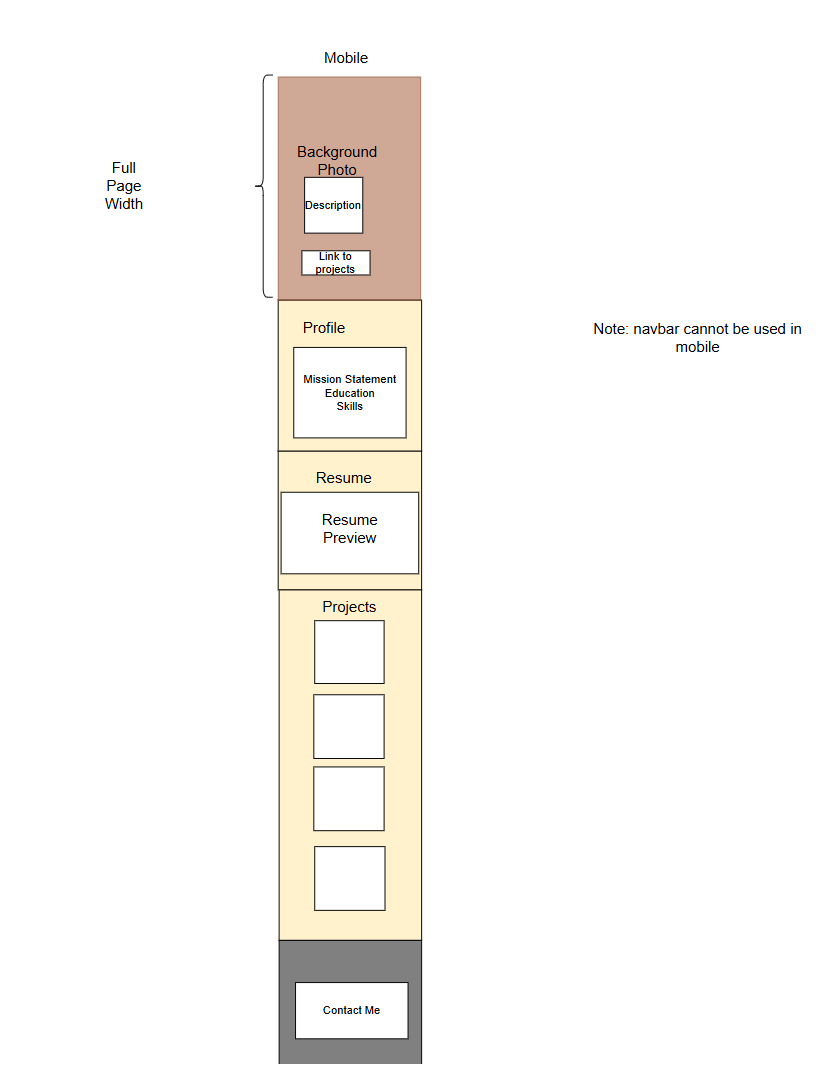 Mobile
Background
Photo
Full
Page
Width
Description
Link to
projects
Profile
Note: navbar cannot be used in
mobile
Mission Statement
Education
Skills
Resume
Resume
Preview
Projects
Contact Me